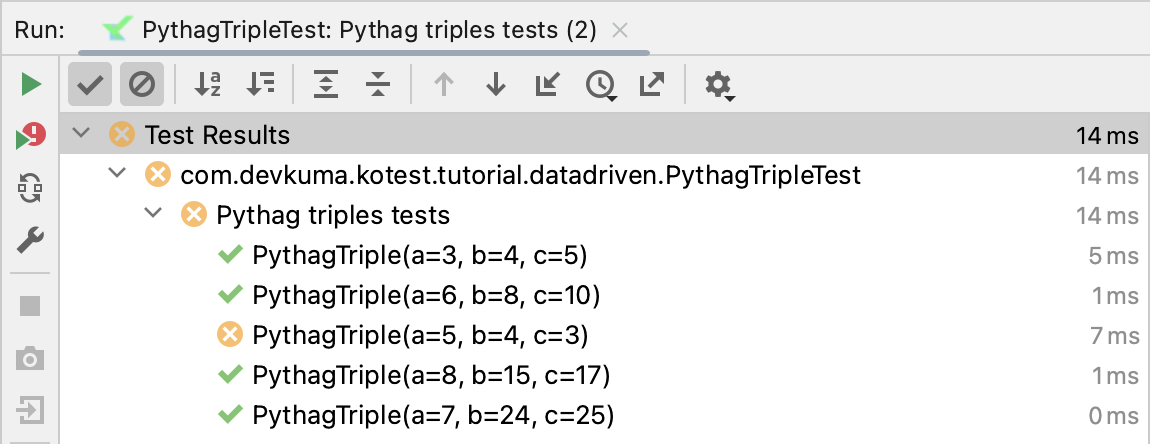 Run: PythagTripleTest: Pythag triples tests (2)
Test Results 14 ms
com.devkuma.kotest.tutorial.datadriven.PythagTripleTest 14 ms
Pythag triples tests 14 ms
PythagTriple(a=3, b=4, c=5) 5 ms
PythagTriple(a=6, b=8, c=10) 1 ms
PythagTriple(a=5, b=4, c=3) 7 ms
PythagTriple(a=8, b=15, c=17) 1 ms
PythagTriple(a=7, b=24, c=25) 0 ms